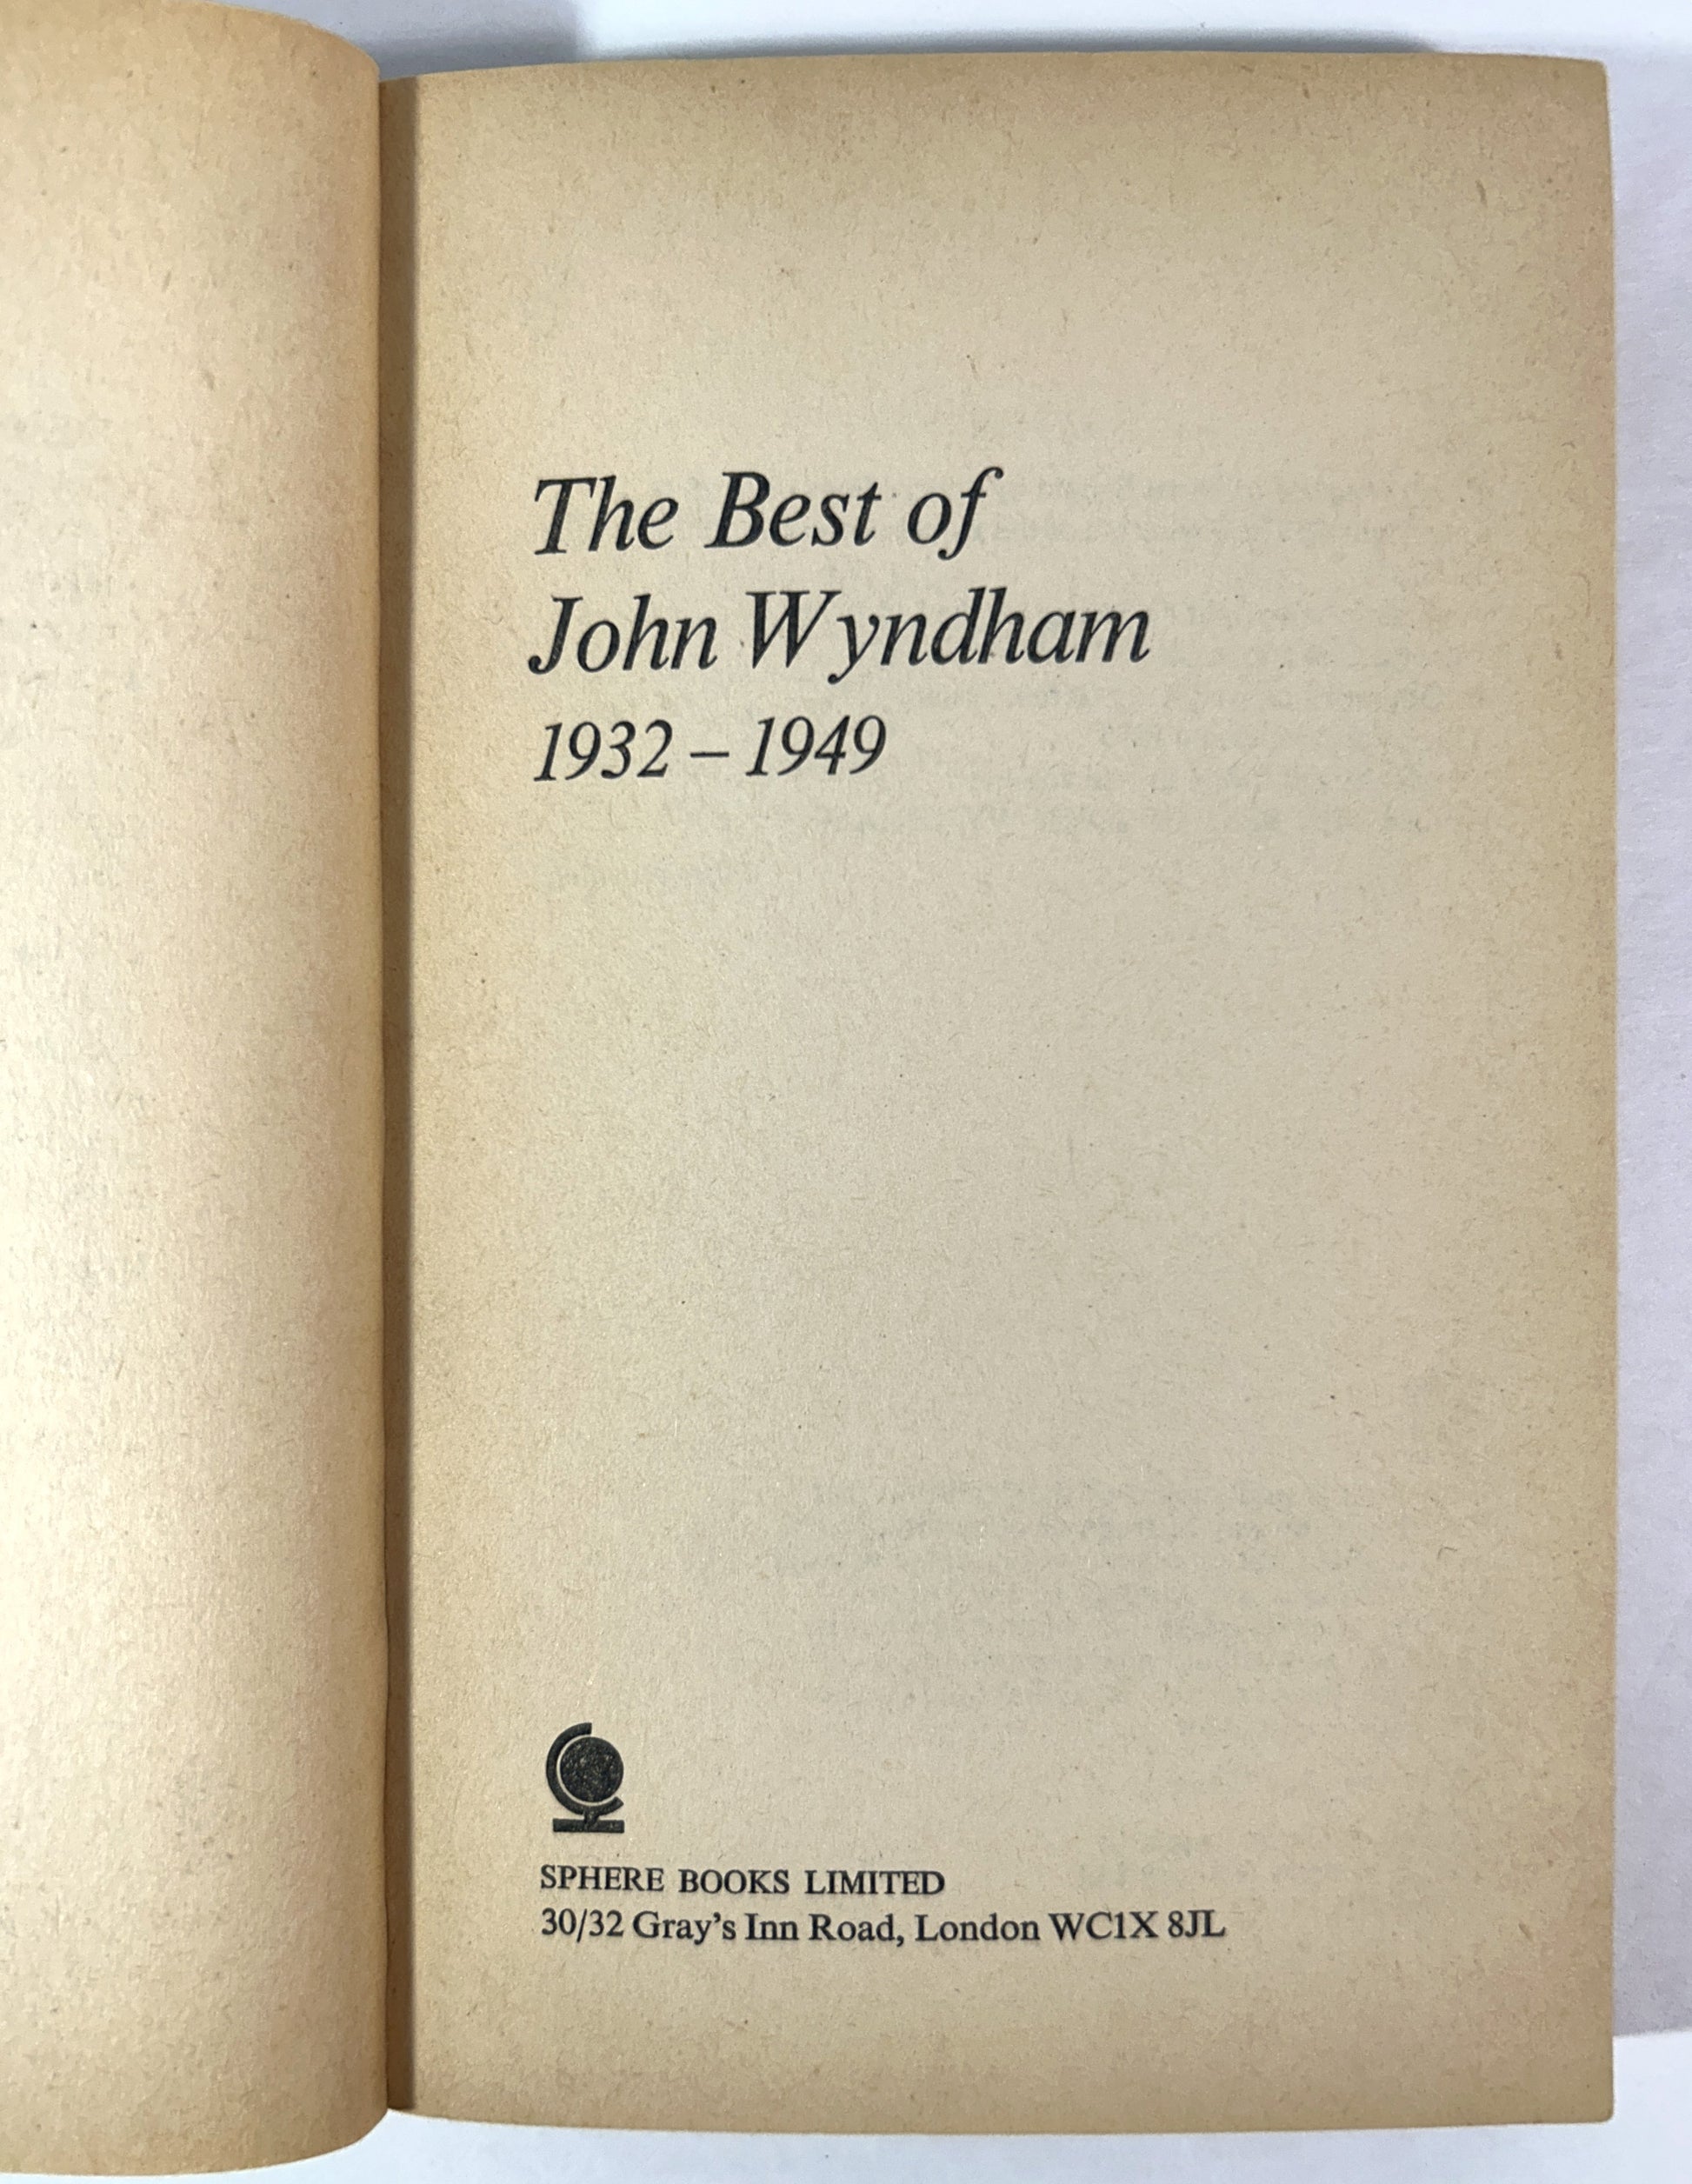 The Best of
John Wyndham
1932 – 1949
SPHERE BOOKS LIMITED
30/32 Gray's Inn Road, London WC1X 8JL